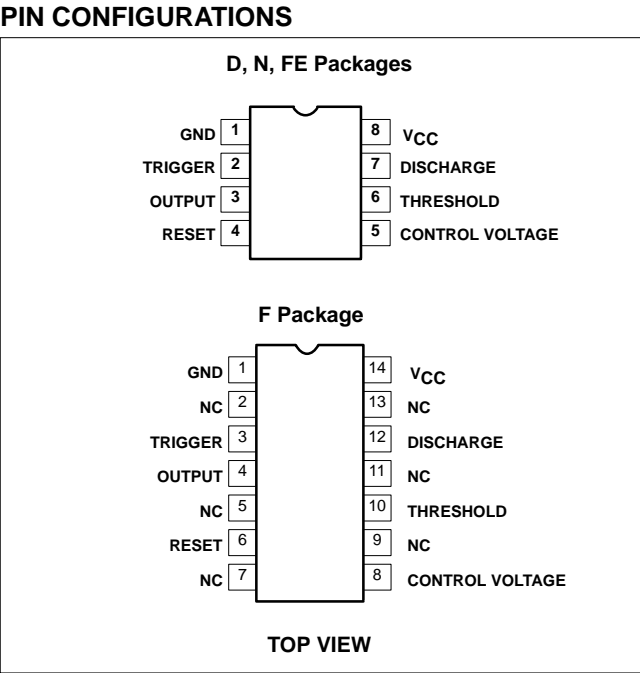 PIN CONFIGURATIONS
D, N, FE Packages
GND 1 8 VCC
TRIGGER 2 7 DISCHARGE
OUTPUT 3 6 THRESHOLD
RESET 4 5 CONTROL VOLTAGE
F Package
GND 1 14 VCC
NC 2 13 NC
TRIGGER 3 12 DISCHARGE
OUTPUT 4 11 NC
NC 5 10 THRESHOLD
RESET 6 9 NC
NC 7 8 CONTROL VOLTAGE
TOP VIEW